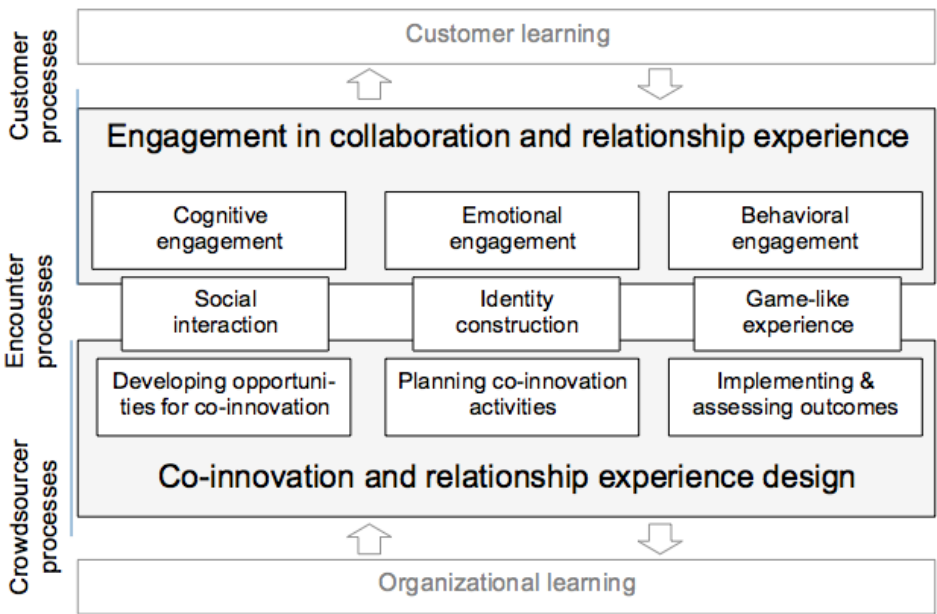 Customer learning
Customer
processes
Engagement in collaboration and relationship experience
Cognitive
engagement
Emotional
engagement
Behavioral
engagement
Encounter
processes
Social
interaction
Identity
construction
Game-like
experience
Developing opportuni-
ties for co-innovation
Planning co-innovation
activities
Implementing &
assessing outcomes
Crowdsourcer
processes
Co-innovation and relationship experience design
Organizational learning